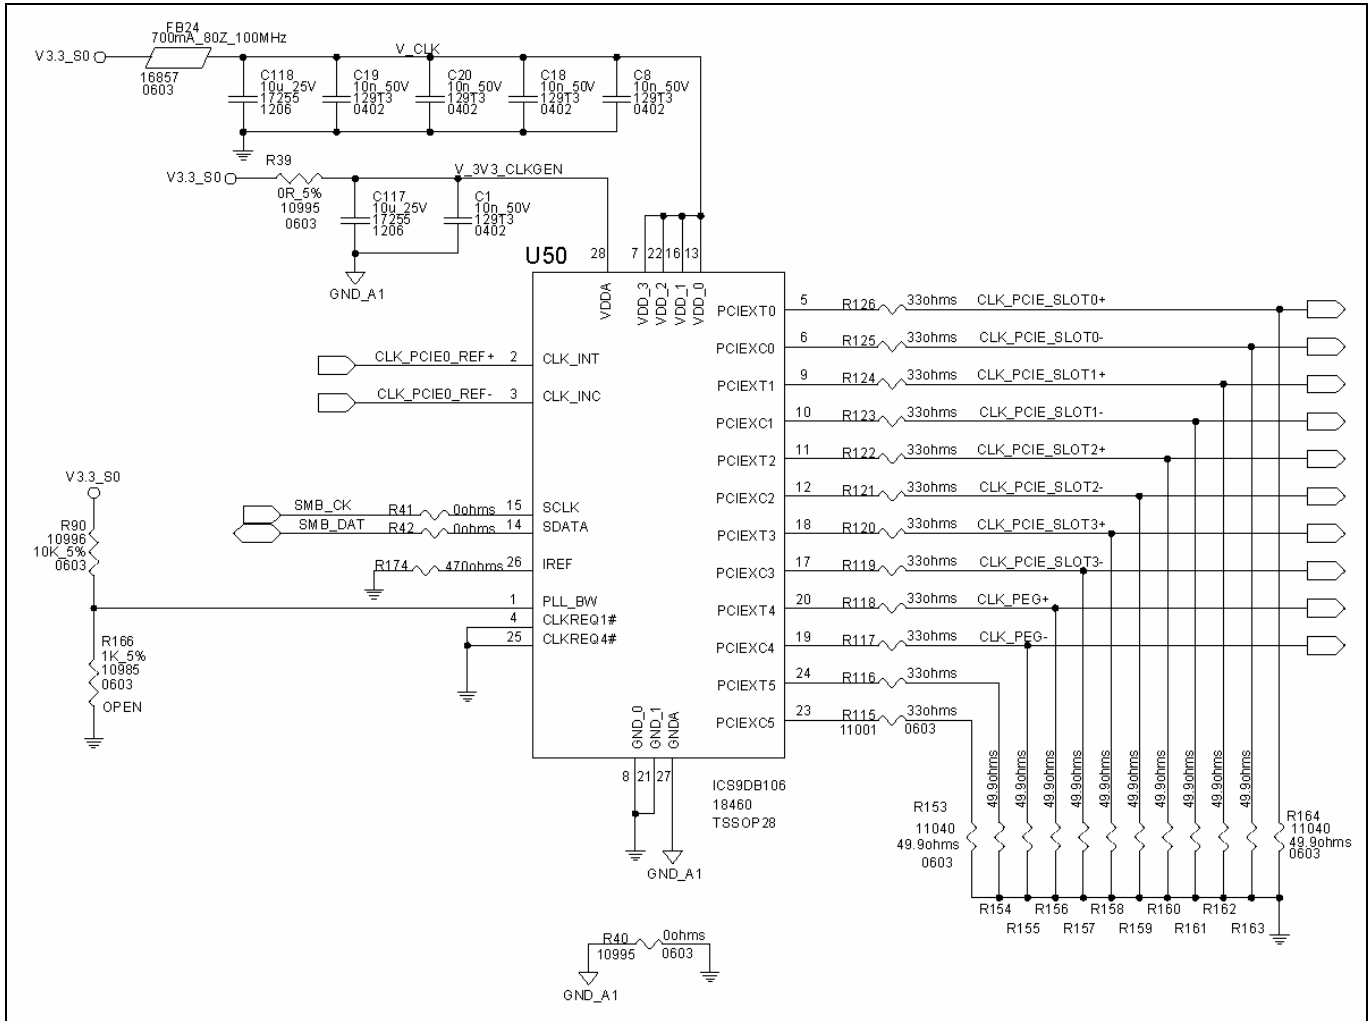 FB24
700mA_80Z_100MHz
V3.3_S0
V_CLK
16857
0603
C118
10u_25V
17255
1206
C19
10n_50V
129T3
0402
C20
10n_50V
129T3
0402
C18
10n_50V
129T3
0402
C8
10n_50V
129T3
0402
R39
V3.3_S0
V_3V3_CLKGEN
0R_5%
10995
0603
C117
10u_25V
17255
1206
C1
10n_50V
129T3
0402
GND_A1
U50
28
7
22
16
13
VDDA
VDD_3
VDD_2
VDD_1
VDD_0
CLK_PCIE0_REF+ 2 CLK_INT
CLK_PCIE0_REF- 3 CLK_INC
PCIEXT0 5 R126 33ohms CLK_PCIE_SLOT0+
PCIEXC0 6 R125 33ohms CLK_PCIE_SLOT0-
PCIEXT1 9 R124 33ohms CLK_PCIE_SLOT1+
PCIEXC1 10 R123 33ohms CLK_PCIE_SLOT1-
PCIEXT2 11 R122 33ohms CLK_PCIE_SLOT2+
PCIEXC2 12 R121 33ohms CLK_PCIE_SLOT2-
PCIEXT3 18 R120 33ohms CLK_PCIE_SLOT3+
PCIEXC3 17 R119 33ohms CLK_PCIE_SLOT3-
PCIEXT4 20 R118 33ohms CLK_PEG+
PCIEXC4 19 R117 33ohms CLK_PEG-
PCIEXT5 24 R116 33ohms
PCIEXC5 23 R115 33ohms
11001 0603
V3.3_S0
R90
10996
10K_5%
0603
SMB_CK R41 0ohms 15 SCLK
SMB_DAT R42 0ohms 14 SDATA
R174 470ohms 26 IREF
1 PLL_BW
4 CLKREQ1#
25 CLKREQ4#
R166
1K_5%
10985
0603
OPEN
GND_0
GND_1
GNDA
8
21
27
ICS9DB106
18460
TSSOP28
GND_A1
49.9ohms
49.9ohms
49.9ohms
49.9ohms
49.9ohms
49.9ohms
49.9ohms
49.9ohms
49.9ohms
49.9ohms
R153
11040
49.9ohms
0603
R164
11040
49.9ohms
0603
R154 R156 R158 R160 R162
R155 R157 R159 R161 R163
R40 0ohms
10995 0603
GND_A1